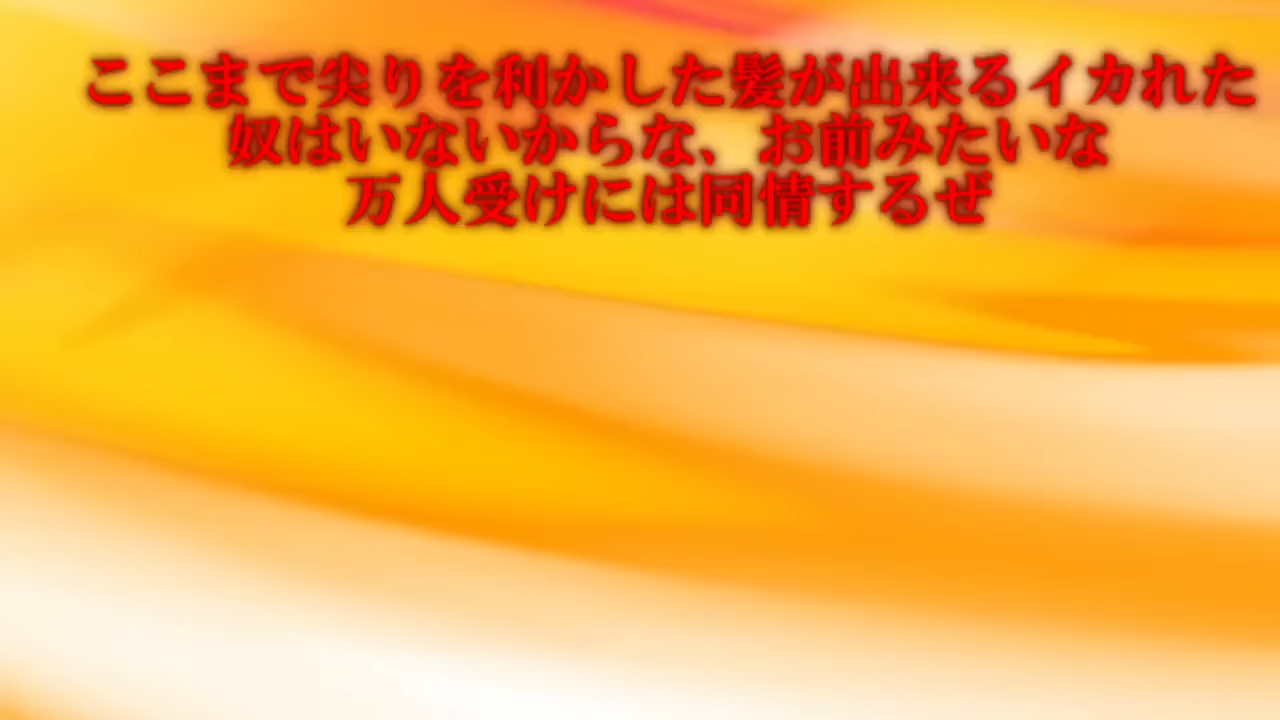 ここまで尖りを利かした髪が出来るイカれた
奴はいないからな、お前みたいな
万人受けには同情するぜ